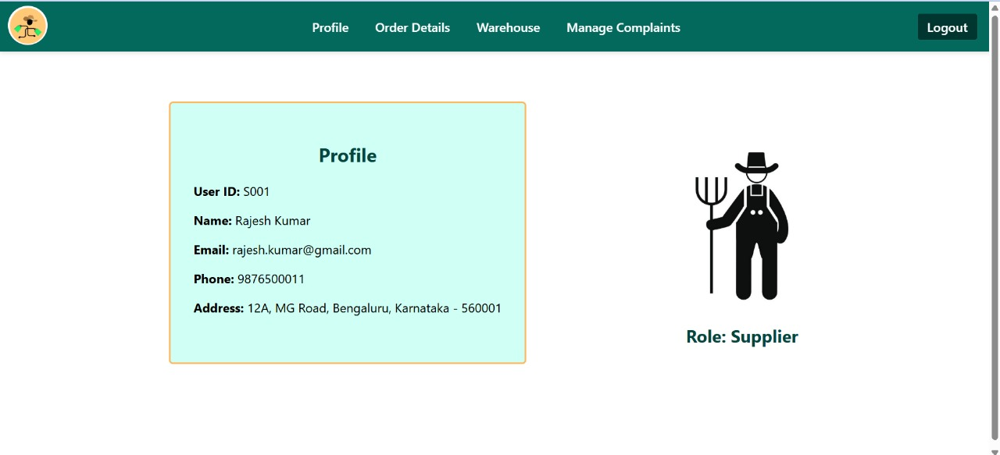 Profile Order Details Warehouse Manage Complaints Logout
Profile
User ID: S001
Name: Rajesh Kumar
Email: rajesh.kumar@gmail.com
Phone: 9876500011
Address: 12A, MG Road, Bengaluru, Karnataka - 560001
Role: Supplier